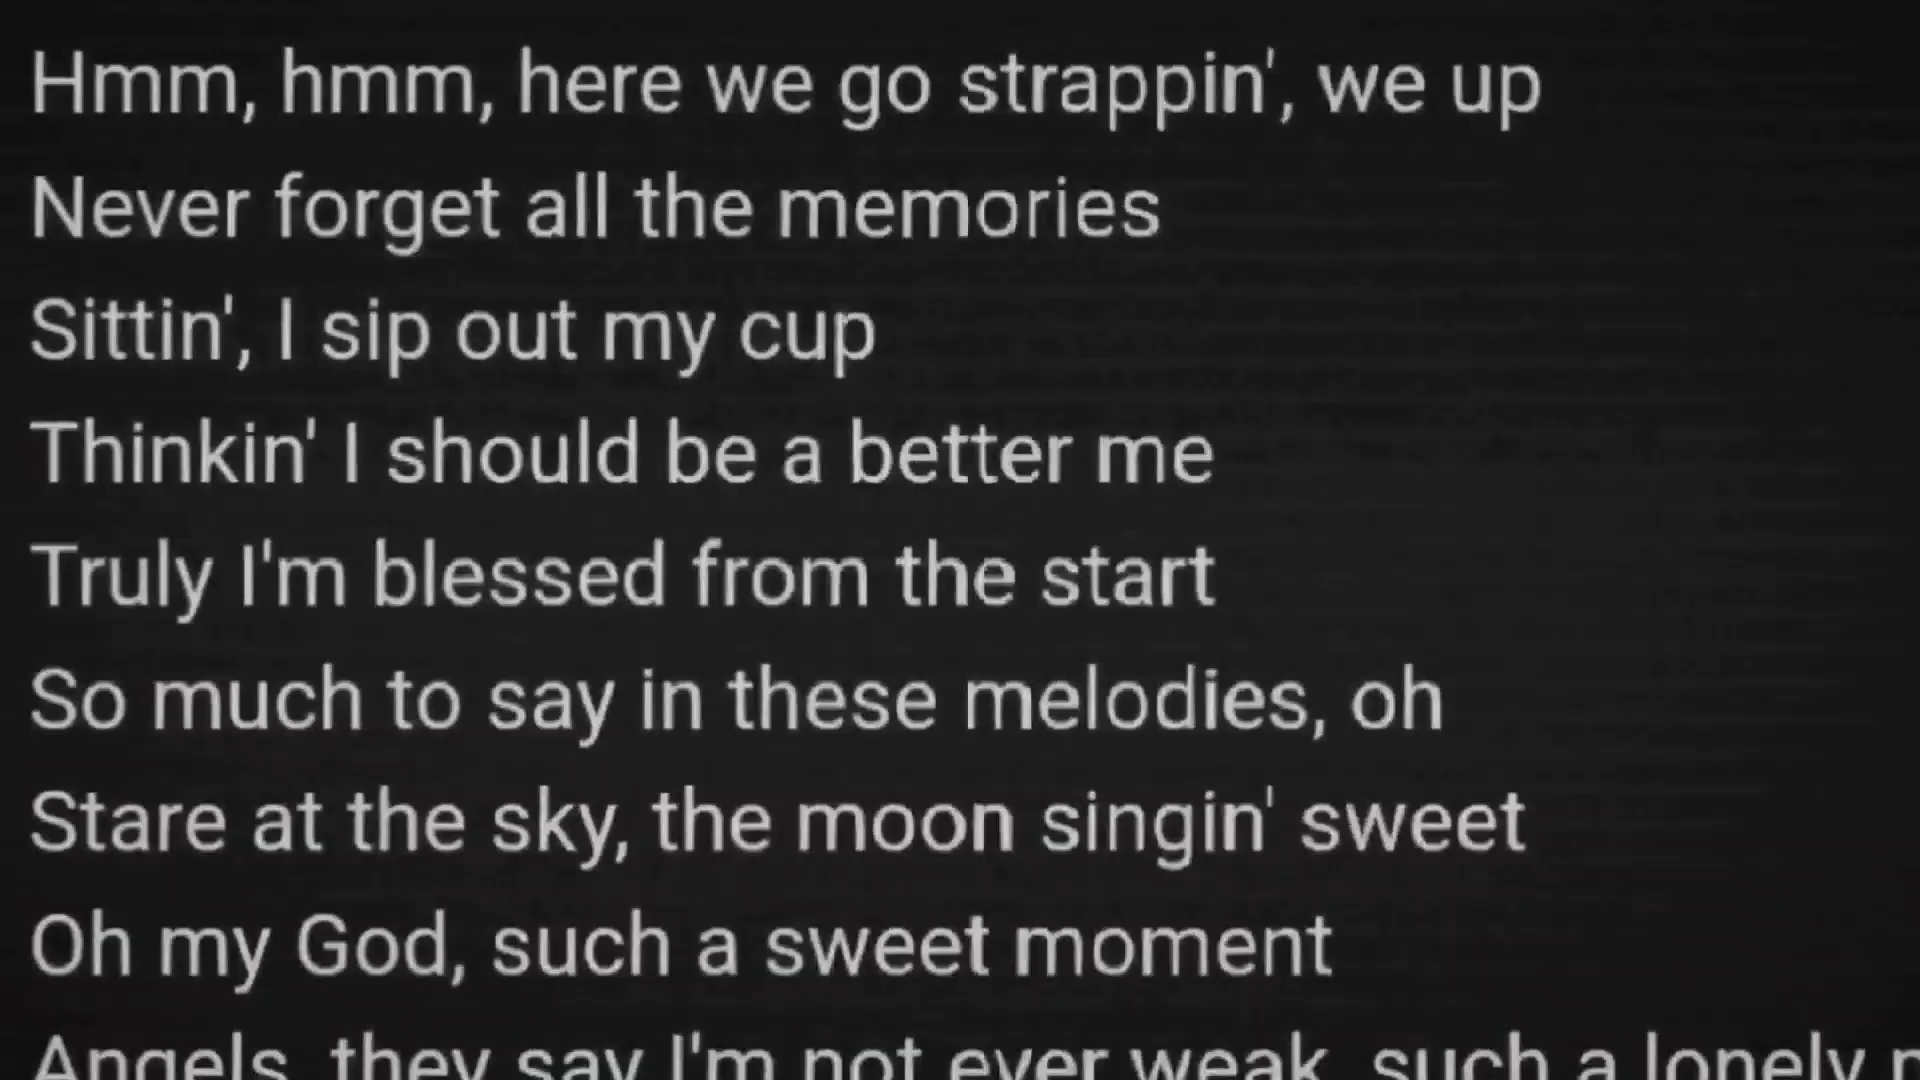 Hmm, hmm, here we go strappin', we up
Never forget all the memories
Sittin', I sip out my cup
Thinkin' I should be a better me
Truly I'm blessed from the start
So much to say in these melodies, oh
Stare at the sky, the moon singin' sweet
Oh my God, such a sweet moment
Angels, they say I'm not ever weak, such a lonely